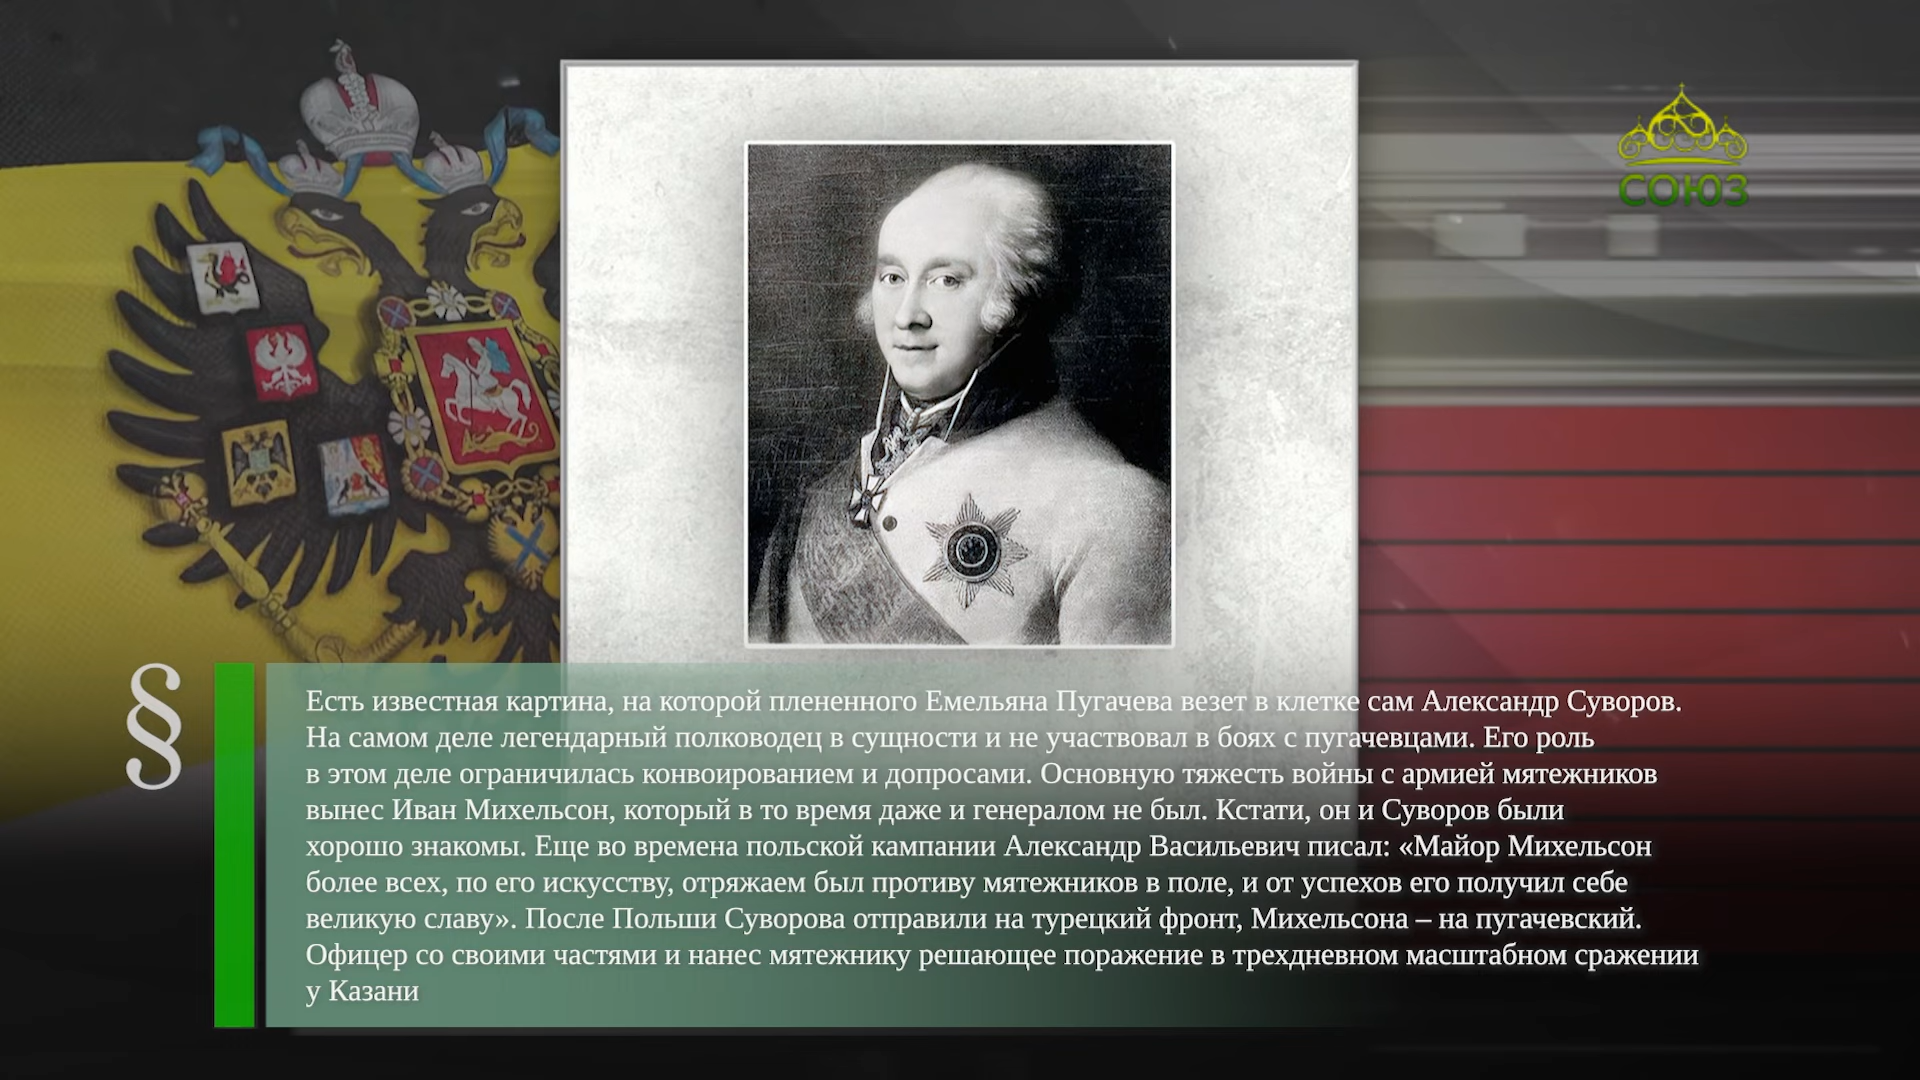 СОЮЗ
§
Есть известная картина, на которой плененного Емельяна Пугачева везет в клетке сам Александр Суворов.
На самом деле легендарный полководец в сущности и не участвовал в боях с пугачевцами. Его роль
в этом деле ограничилась конвоированием и допросами. Основную тяжесть войны с армией мятежников
вынес Иван Михельсон, который в то время даже и генералом не был. Кстати, он и Суворов были
хорошо знакомы. Еще во времена польской кампании Александр Васильевич писал: «Майор Михельсон
более всех, по его искусству, отряжаем был противу мятежников в поле, и от успехов его получил себе
великую славу». После Польши Суворова отправили на турецкий фронт, Михельсона – на пугачевский.
Офицер со своими частями и нанес мятежнику решающее поражение в трехдневном масштабном сражении
у Казани